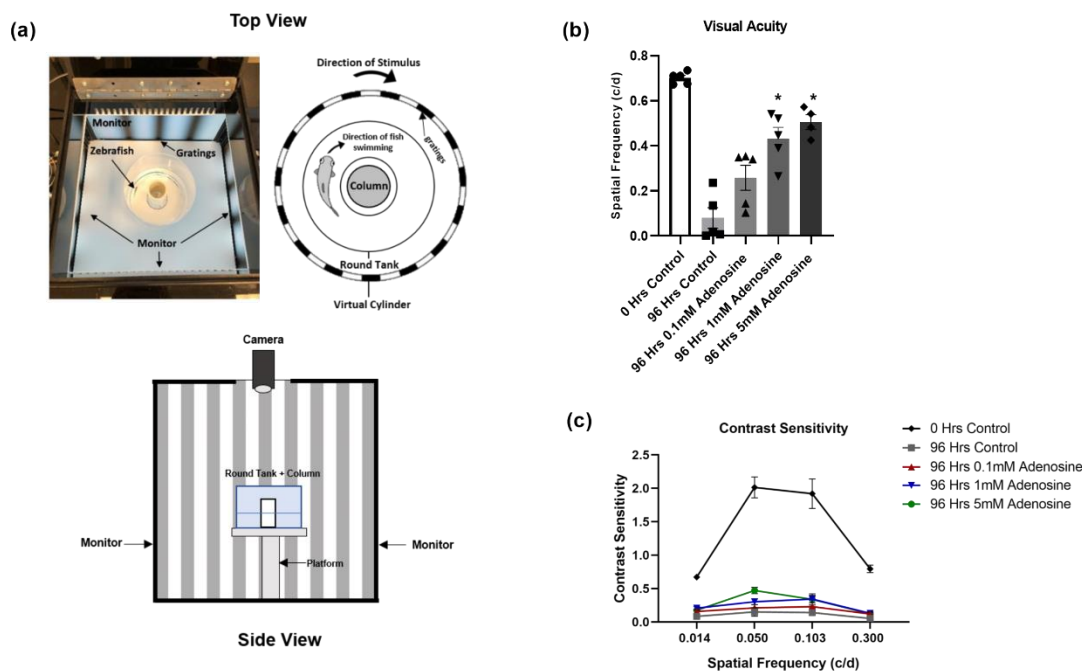 Top View
(a)
Monitor
Zebrafish
Gratings
Monitor
Direction of Stimulus
Direction of fish
swimming
gratings
Column
Round Tank
Virtual Cylinder
Camera
Round Tank + Column
Monitor
Monitor
Platform
Side View
(b)
Visual Acuity
Spatial Frequency (c/d)
0.8
0.6
0.4
0.2
0.0
*
*
0 Hrs Control
96 Hrs Control
96 Hrs 0.1mM Adenosine
96 Hrs 1mM Adenosine
96 Hrs 5mM Adenosine
(c)
Contrast Sensitivity
0 Hrs Control
96 Hrs Control
96 Hrs 0.1mM Adenosine
96 Hrs 1mM Adenosine
96 Hrs 5mM Adenosine
Contrast Sensitivity
2.5
2.0
1.5
1.0
0.5
0.0
0.014 0.050 0.103 0.300
Spatial Frequency (c/d)